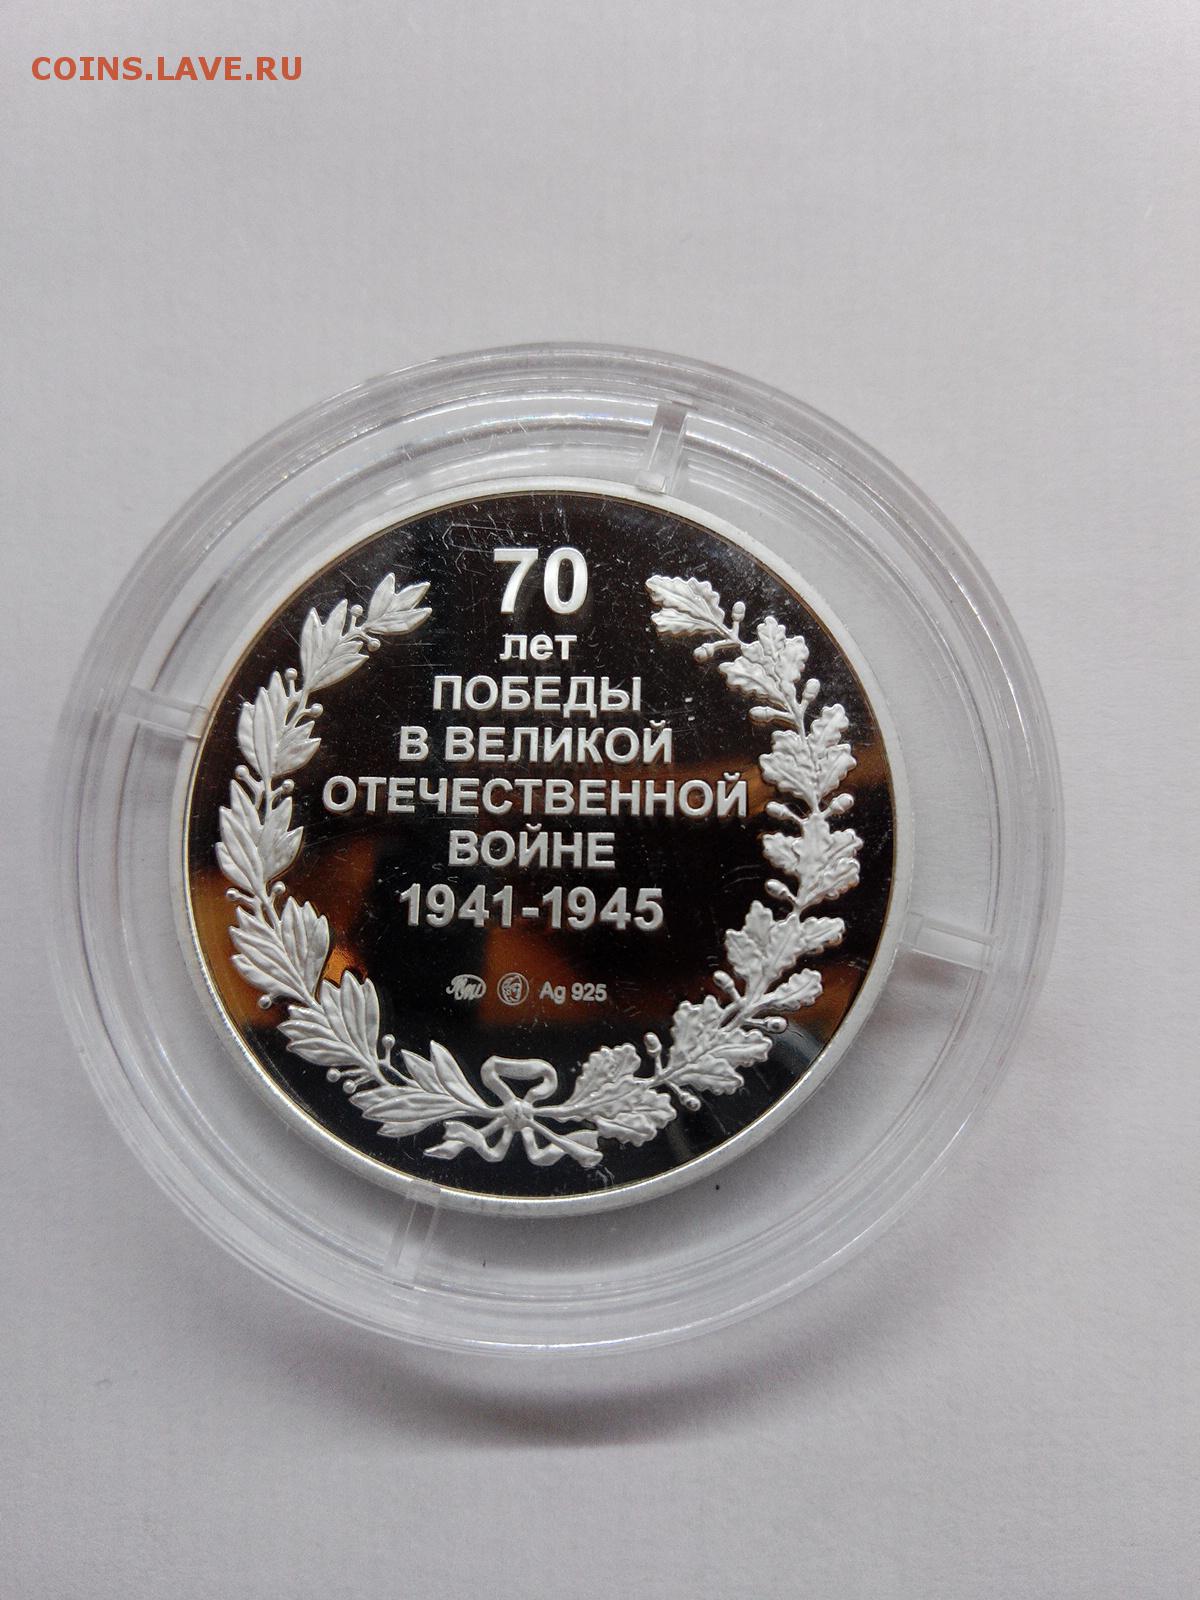 COINS.LAVE.RU
70
лет
ПОБЕДЫ
В ВЕЛИКОЙ
ОТЕЧЕСТВЕННОЙ
ВОЙНЕ
1941-1945
Ag 925